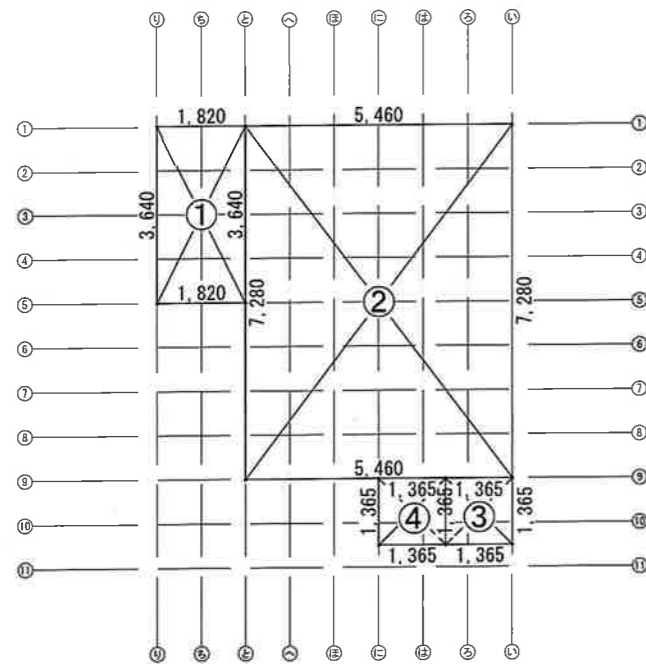 り ち と へ ほ に は ろ い
1,820 5,460
① ①
② ②
③ 3,640 ① 3,640 ③
④ ④
⑤ 1,820 7,280 ② 7,280 ⑤
⑥ ⑥
⑦ ⑦
⑧ ⑧
⑨ 5,460 ⑨
1,365 1,365
⑩ 1,365 ④ 1,365 ③ 1,365 ⑩
1,365 1,365
⑪ ⑪
り ち と へ ほ に は ろ い